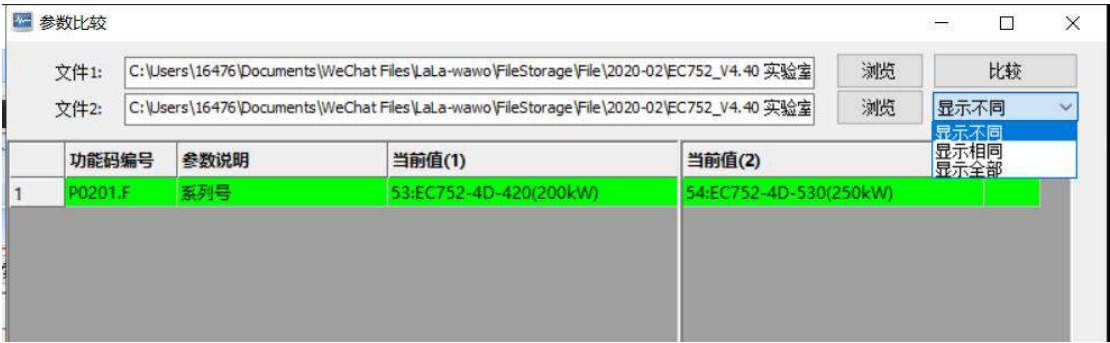 参数比较
文件1: C:\Users\16476\Documents\WeChat Files\LaLa-wawo\FileStorage\File\2020-02\EC752_V4.40 实验室 浏览 比较
文件2: C:\Users\16476\Documents\WeChat Files\LaLa-wawo\FileStorage\File\2020-02\EC752_V4.40 实验室 浏览 显示不同
显示不同
显示相同
显示全部
功能码编号 参数说明 当前值(1) 当前值(2)
1 P0201.F 系列号 53:EC752-4D-420(200kW) 54:EC752-4D-530(250kW)